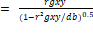 = rgxy / (1−r²gxy/db)^0.5